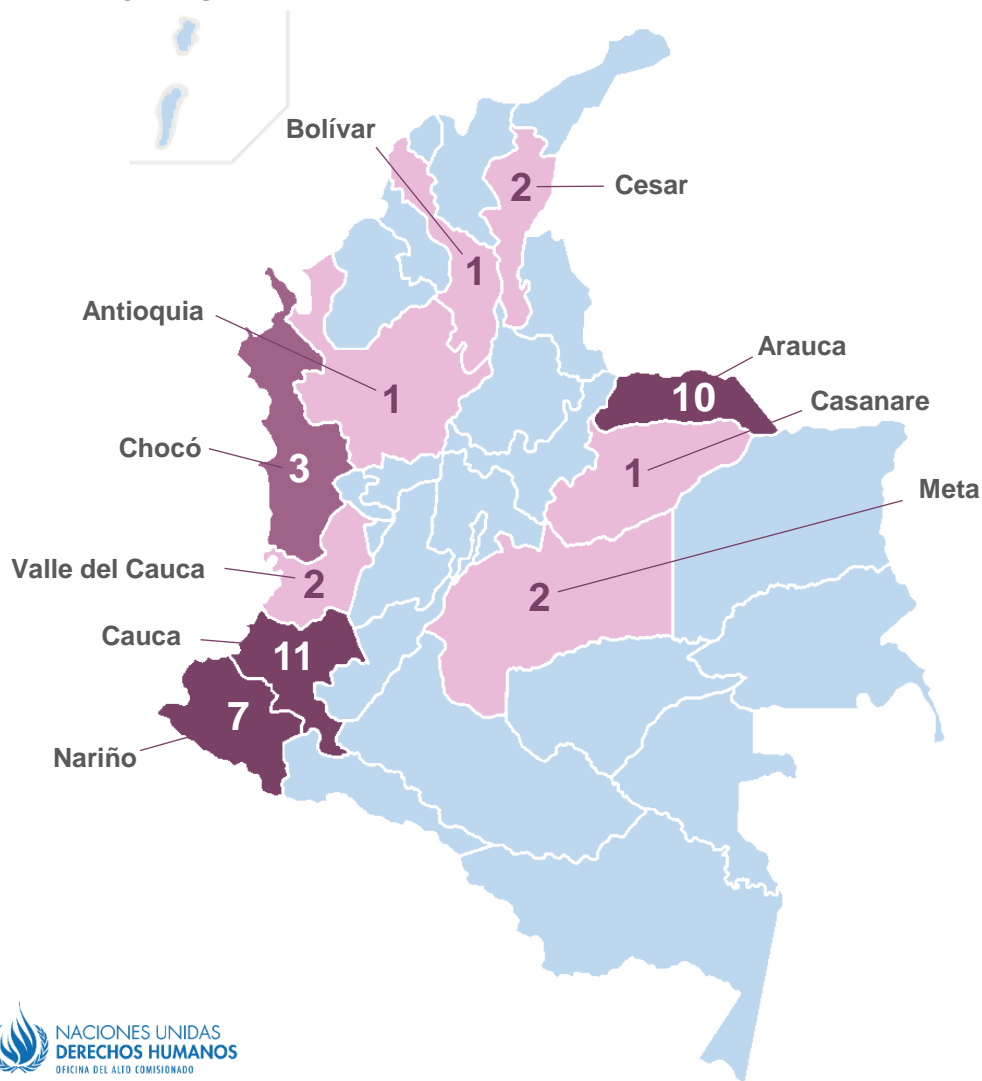 Bolívar
2
Cesar
1
Antioquia
1
Arauca
10
Casanare
1
Chocó
3
Meta
2
Valle del Cauca
2
Cauca
11
7
Nariño
NACIONES UNIDAS
DERECHOS HUMANOS
OFICINA DEL ALTO COMISIONADO